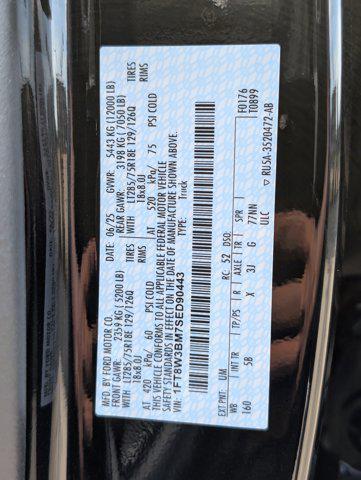 MFD. BY FORD MOTOR CO.
DATE: 06/25 GVWR: 5443 KG (12000 LB)
FRONT GAWR: 2359 KG (5200 LB) REAR GAWR: 3198 KG (7050 LB)
WITH LT285/75R18E 129/126Q TIRES WITH LT285/75R18E 129/126Q TIRES
18x8.0J RIMS 18x8.0J RIMS
AT 420 kPa/ 60 PSI COLD AT 520 kPa/ 75 PSI COLD
THIS VEHICLE CONFORMS TO ALL APPLICABLE FEDERAL MOTOR VEHICLE
SAFETY STANDARDS IN EFFECT ON THE DATE OF MANUFACTURE SHOWN ABOVE.
VIN: 1FT8W3BM7SED90443
TYPE: Truck
F0176
T0899
EXT PNT: UM RC: 52 DSO:
WB INT TR TP/PS R AXLE TR SPR
160 5B X 3J G 77NN
ULC
RU5A-3520472-AB